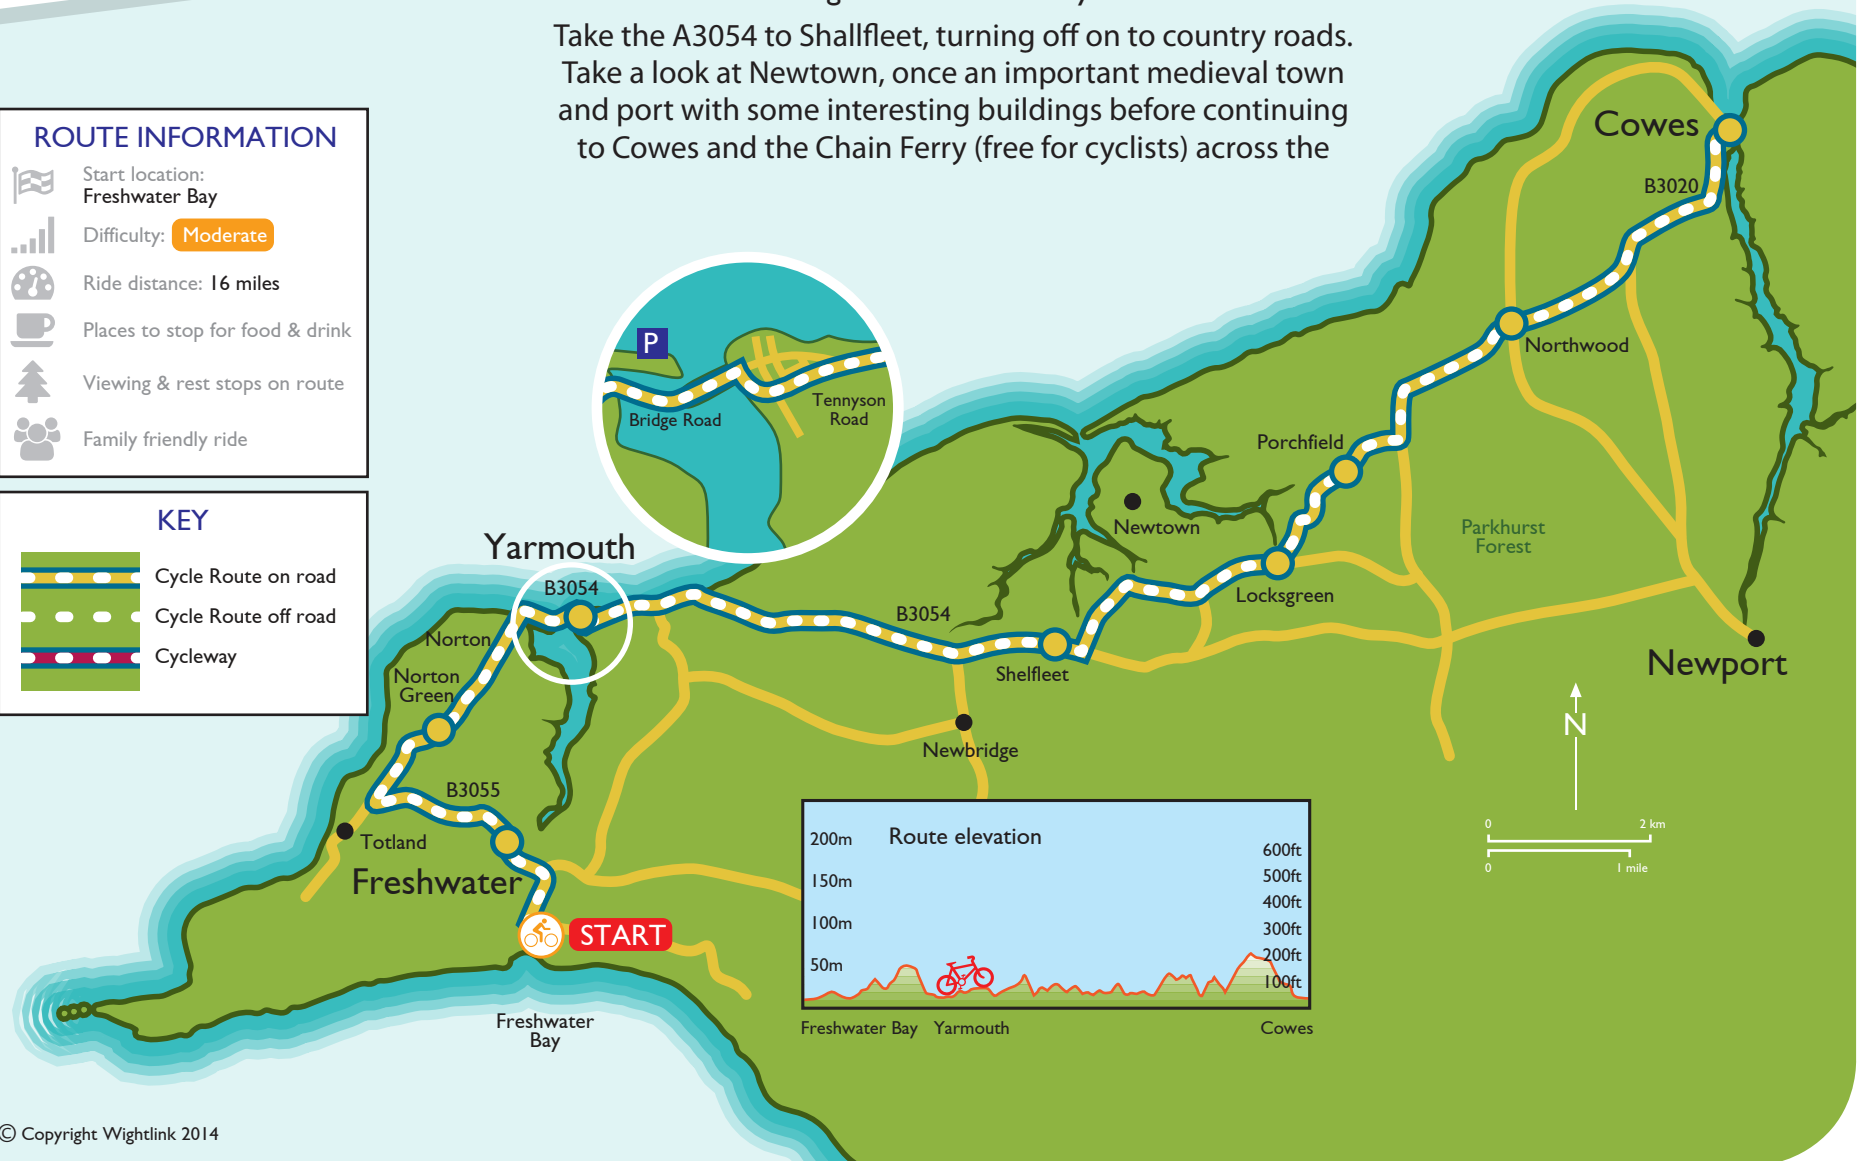 Take the A3054 to Shallfleet, turning off on to country roads.
Take a look at Newtown, once an important medieval town
and port with some interesting buildings before continuing
to Cowes and the Chain Ferry (free for cyclists) across the
ROUTE INFORMATION
Start location:
Freshwater Bay
Difficulty: Moderate
Ride distance: 16 miles
Places to stop for food & drink
Viewing & rest stops on route
Family friendly ride
KEY
Cycle Route on road
Cycle Route off road
Cycleway
P
Bridge Road
Tennyson
Road
Cowes
B3020
Northwood
Porchfield
Parkhurst
Forest
Newtown
Locksgreen
Yarmouth
B3054
B3054
Norton
Norton
Green
Shelfleet
Newport
Newbridge
N
B3055
Totland
Freshwater
START
Freshwater
Bay
0
2 km
0
1 mile
Route elevation
200m
150m
100m
50m
600ft
500ft
400ft
300ft
200ft
100ft
Freshwater Bay
Yarmouth
Cowes
© Copyright Wightlink 2014